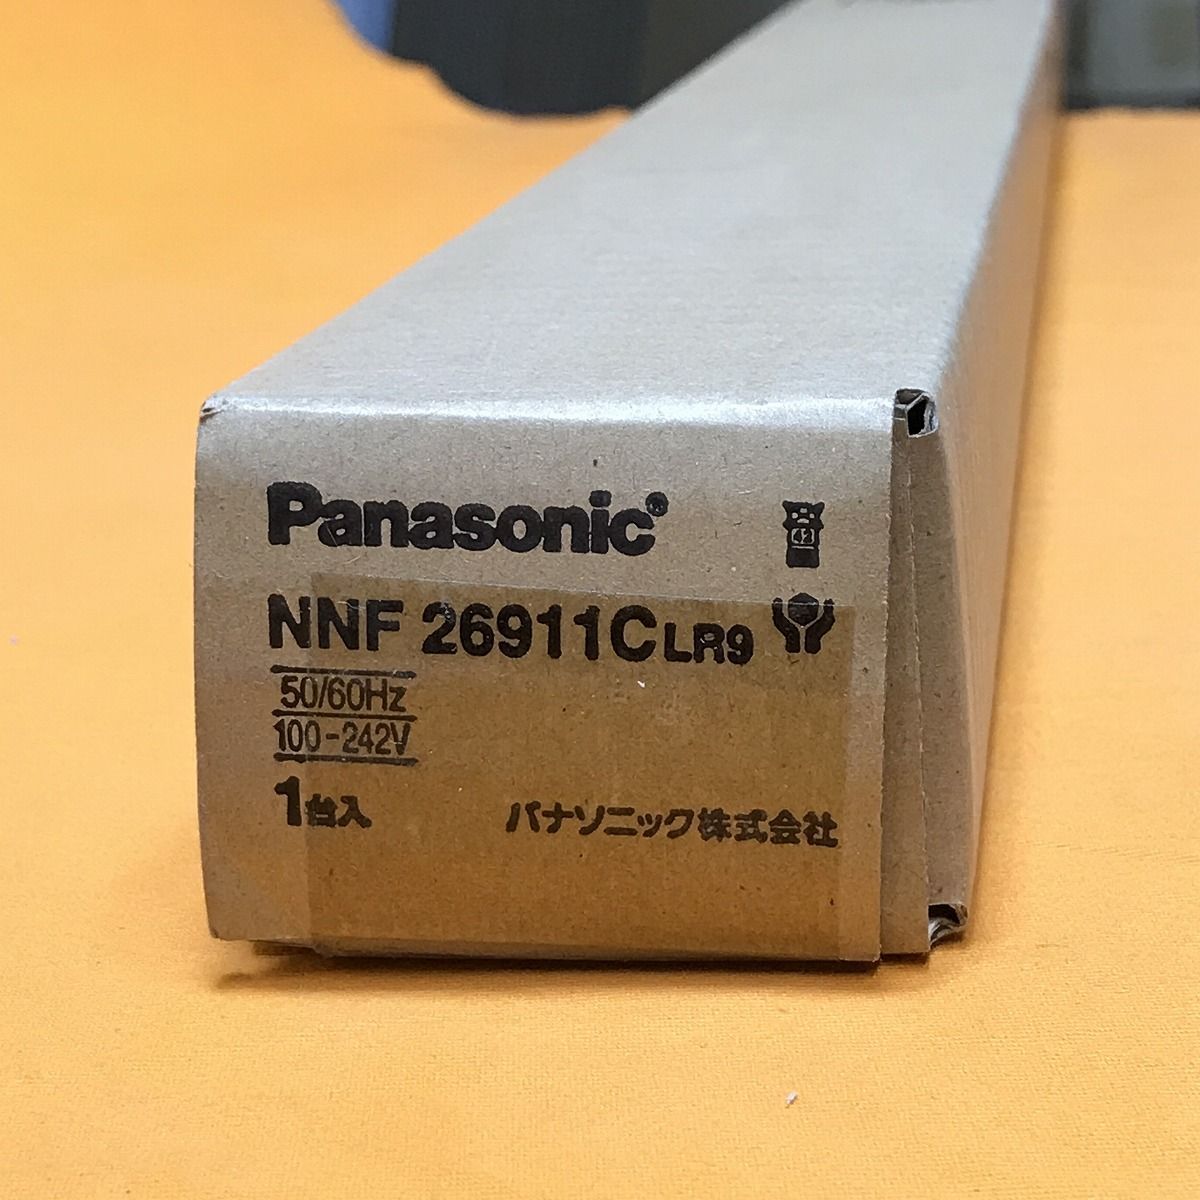 Panasonic®
NNF 26911C LR9
50/60Hz
100-242V
1台入
パナソニック株式会社